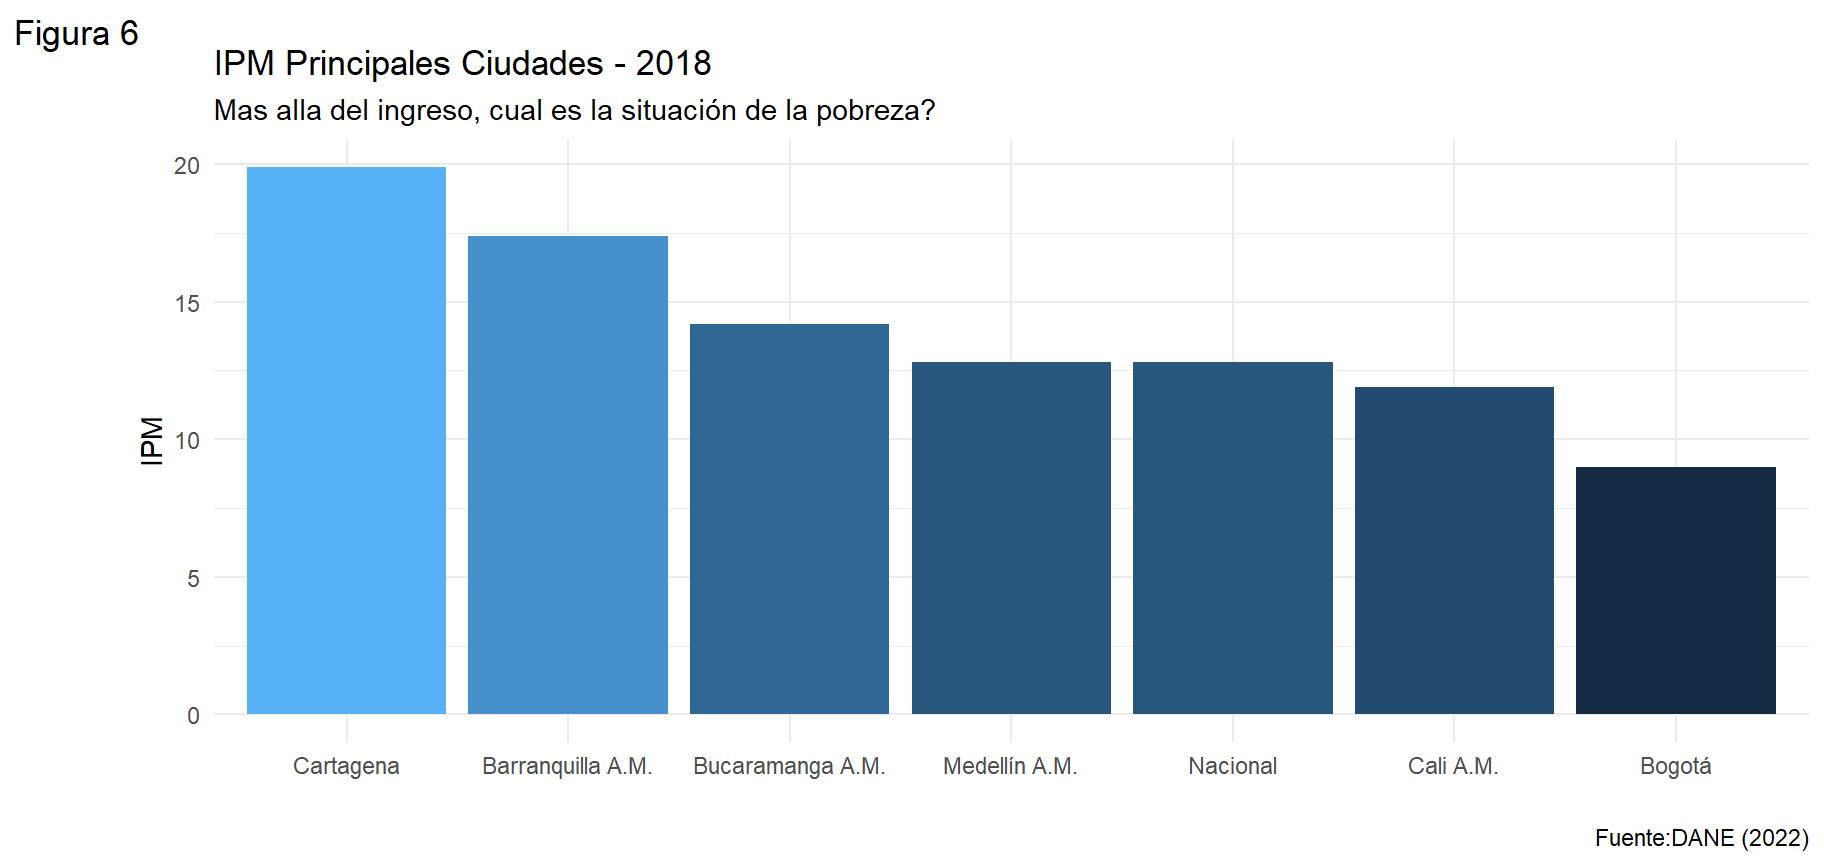 Figura 6
IPM Principales Ciudades - 2018
Mas alla del ingreso, cual es la situación de la pobreza?
IPM
20
15
10
5
0
Cartagena
Barranquilla A.M.
Bucaramanga A.M.
Medellín A.M.
Nacional
Cali A.M.
Bogotá
Fuente:DANE (2022)